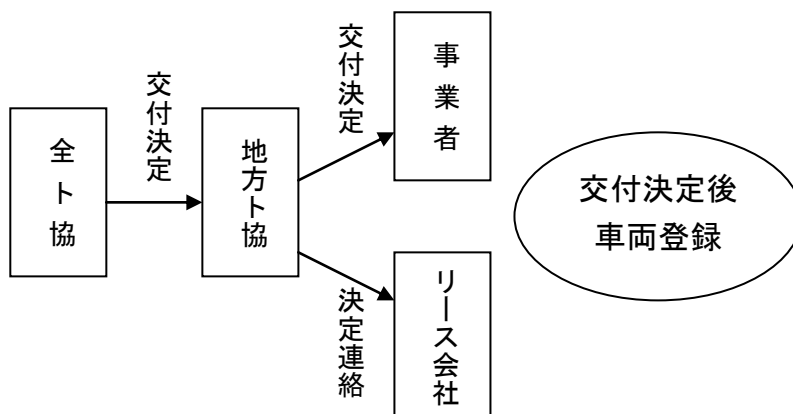 全ト協
交付決定
地方ト協
交付決定
事業者
決定連絡
リース会社
交付決定後
車両登録